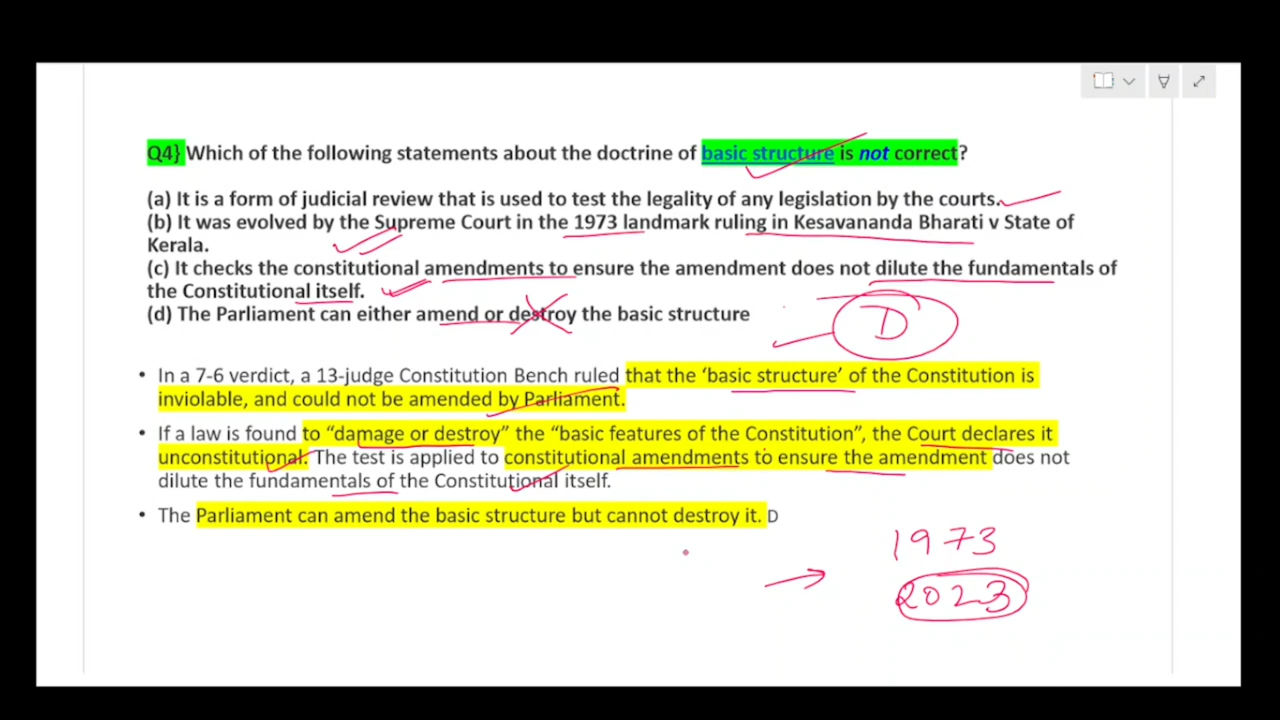 Q4} Which of the following statements about the doctrine of basic structure is not correct?
(a) It is a form of judicial review that is used to test the legality of any legislation by the courts.
(b) It was evolved by the Supreme Court in the 1973 landmark ruling in Kesavananda Bharati v State of
Kerala.
(c) It checks the constitutional amendments to ensure the amendment does not dilute the fundamentals of
the Constitutional itself.
(d) The Parliament can either amend or destroy the basic structure
D
• In a 7-6 verdict, a 13-judge Constitution Bench ruled that the ‘basic structure’ of the Constitution is
inviolable, and could not be amended by Parliament.
• If a law is found to “damage or destroy” the “basic features of the Constitution”, the Court declares it
unconstitutional. The test is applied to constitutional amendments to ensure the amendment does not
dilute the fundamentals of the Constitutional itself.
• The Parliament can amend the basic structure but cannot destroy it. D
1973
2023